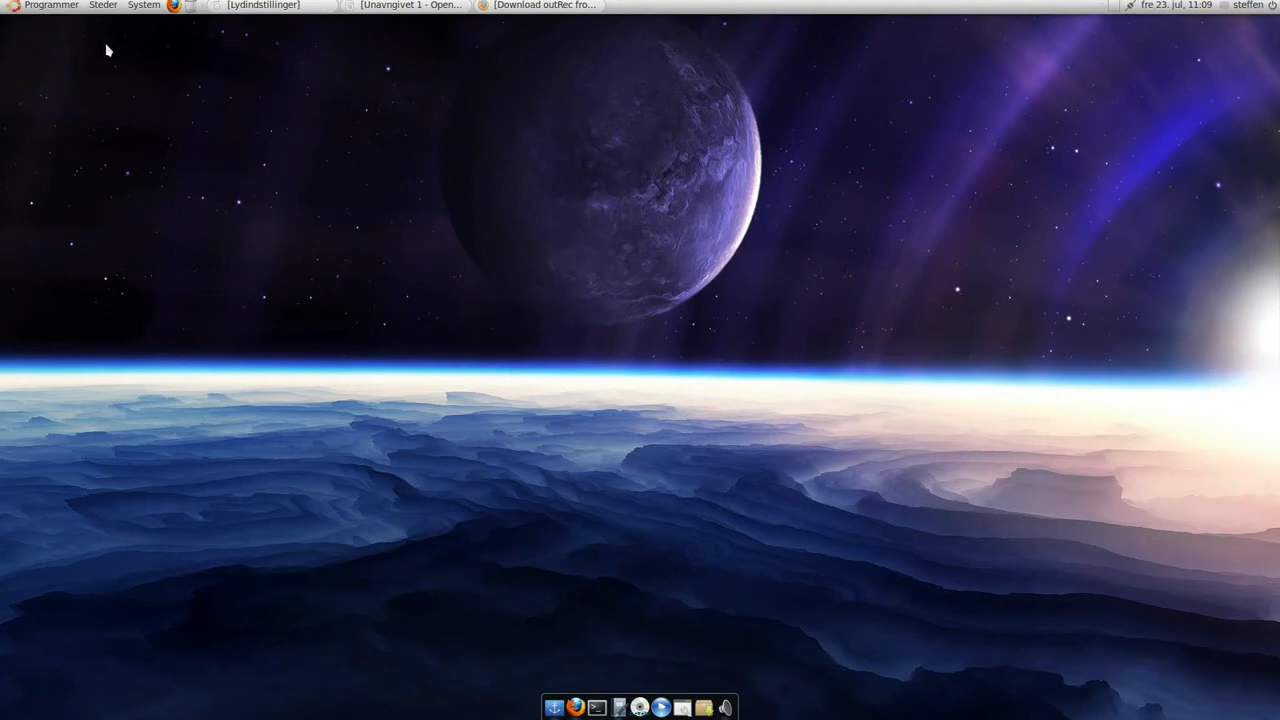 Programmer Steder System [Lydindstillinger] [Unavngivet 1 - Open... [Download outRec fro... fre 23. jul, 11:09 steffen